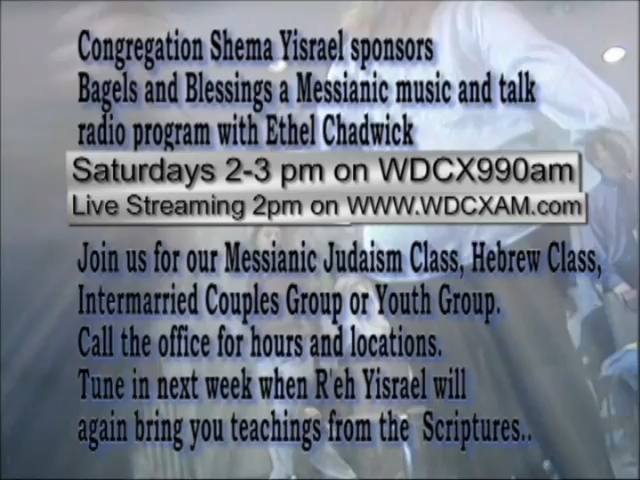 Congregation Shema Yisrael sponsors
Bagels and Blessings a Messianic music and talk
radio program with Ethel Chadwick
Saturdays 2-3 pm on WDCX990am
Live Streaming 2pm on WWW.WDCXAM.com
Join us for our Messianic Judaism Class, Hebrew Class,
Intermarried Couples Group or Youth Group.
Call the office for hours and locations.
Tune in next week when R'eh Yisrael will
again bring you teachings from the Scriptures..